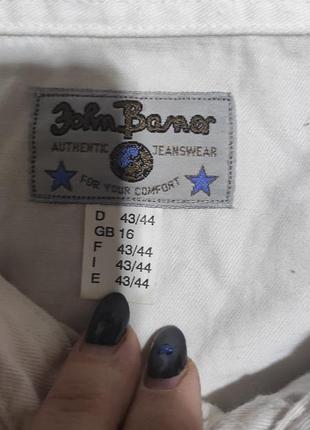 John Baner
AUTHENTIC JEANSWEAR
FOR YOUR COMFORT
D 43/44
GB 16
F 43/44
I 43/44
E 43/44